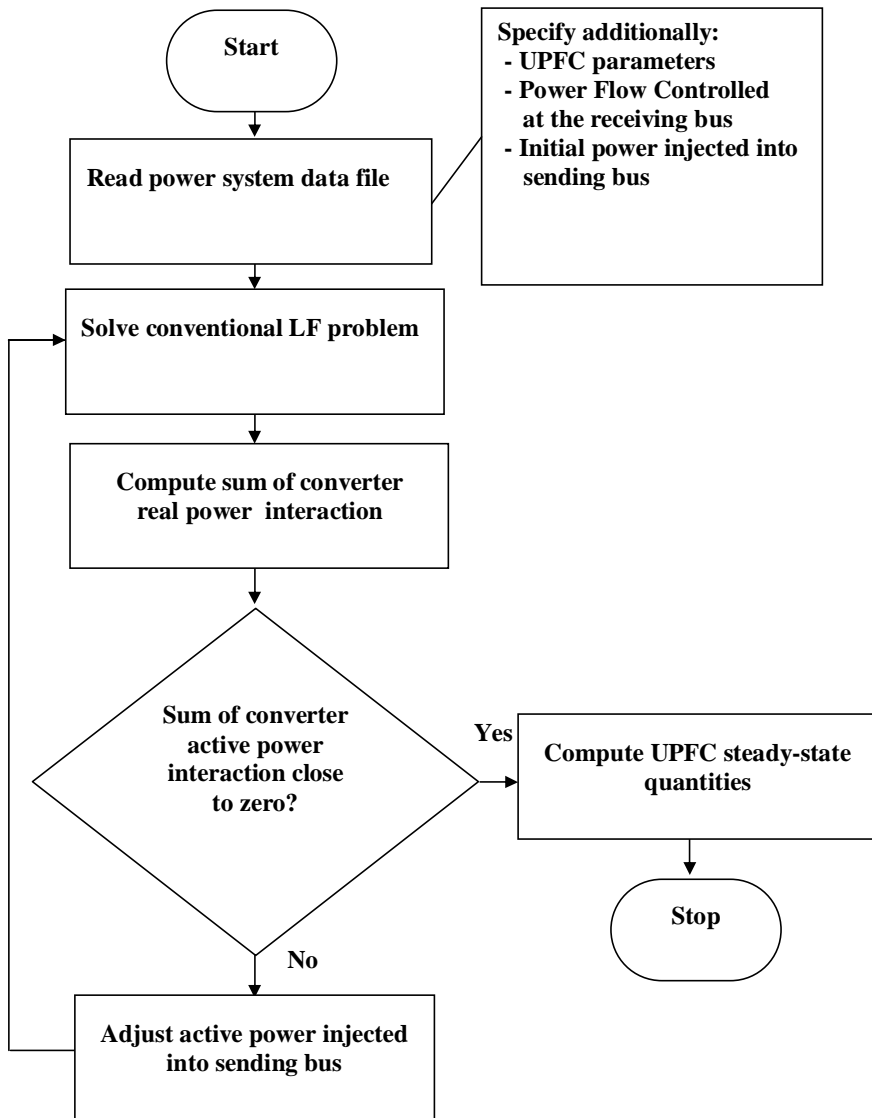 Start
Specify additionally:
- UPFC parameters
- Power Flow Controlled
at the receiving bus
- Initial power injected into
sending bus
Read power system data file
Solve conventional LF problem
Compute sum of converter
real power interaction
Sum of converter
active power
interaction close
to zero?
Yes
Compute UPFC steady-state
quantities
Stop
No
Adjust active power injected
into sending bus